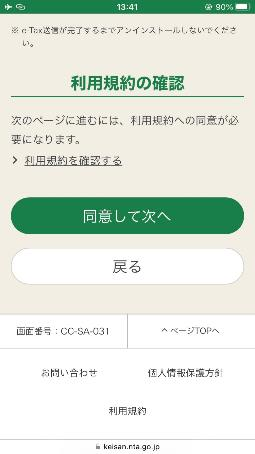 13:41
90%
※ e-Tax送信が完了するまでアンインストールしないでくださ
い。
利用規約の確認
次のページに進むには、利用規約への同意が必
要になります。
利用規約を確認する
同意して次へ
戻る
画面番号：CC-SA-031
ページTOPへ
お問い合わせ
個人情報保護方針
利用規約
keisan.nta.go.jp